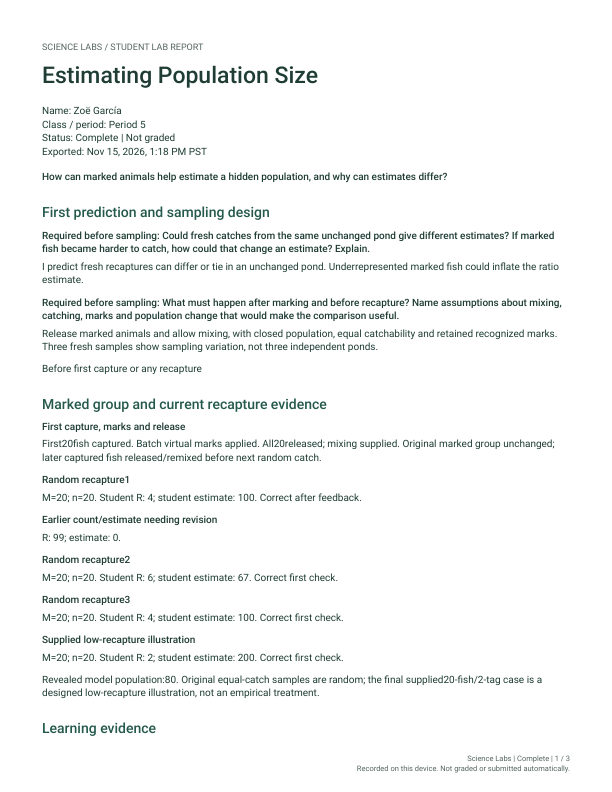 SCIENCE LABS / STUDENT LAB REPORT
Estimating Population Size
Name: Zoë García
Class / period: Period 5
Status: Complete | Not graded
Exported: Nov 15, 2026, 1:18 PM PST
How can marked animals help estimate a hidden population, and why can estimates differ?
First prediction and sampling design
Required before sampling: Could fresh catches from the same unchanged pond give different estimates? If marked
fish became harder to catch, how could that change an estimate? Explain.
I predict fresh recaptures can differ or tie in an unchanged pond. Underrepresented marked fish could inflate the ratio
estimate.
Required before sampling: What must happen after marking and before recapture? Name assumptions about mixing,
catching, marks and population change that would make the comparison useful.
Release marked animals and allow mixing, with closed population, equal catchability and retained recognized marks.
Three fresh samples show sampling variation, not three independent ponds.
Before first capture or any recapture
Marked group and current recapture evidence
First capture, marks and release
First20fish captured. Batch virtual marks applied. All20released; mixing supplied. Original marked group unchanged;
later captured fish released/remixed before next random catch.
Random recapture1
M=20; n=20. Student R: 4; student estimate: 100. Correct after feedback.
Earlier count/estimate needing revision
R: 99; estimate: 0.
Random recapture2
M=20; n=20. Student R: 6; student estimate: 67. Correct first check.
Random recapture3
M=20; n=20. Student R: 4; student estimate: 100. Correct first check.
Supplied low-recapture illustration
M=20; n=20. Student R: 2; student estimate: 200. Correct first check.
Revealed model population:80. Original equal-catch samples are random; the final supplied20-fish/2-tag case is a
designed low-recapture illustration, not an empirical treatment.
Learning evidence
Science Labs | Complete | 1 / 3
Recorded on this device. Not graded or submitted automatically.